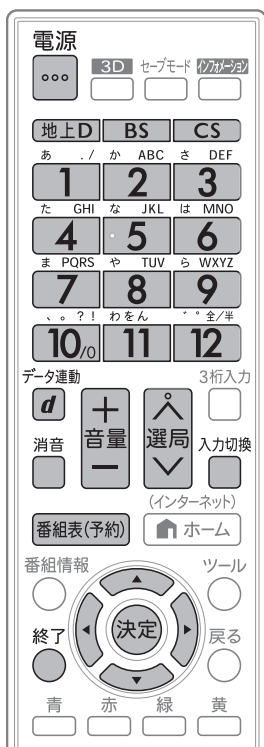 電源
3D セーブモード インフォメーション
地上D BS CS
あ ./ か ABC さ DEF
1 2 3
た GHI な JKL は MNO
4 5 6
ま PQRS や TUV ら WXYZ
7 8 9
、。?! わをん ゛゜全/半
10/0 11 12
データ連動 3桁入力
d + 音量 − 選局
消音 入力切換
(インターネット)
番組表(予約) ホーム
番組情報 ツール
決定
終了 戻る
青 赤 緑 黄